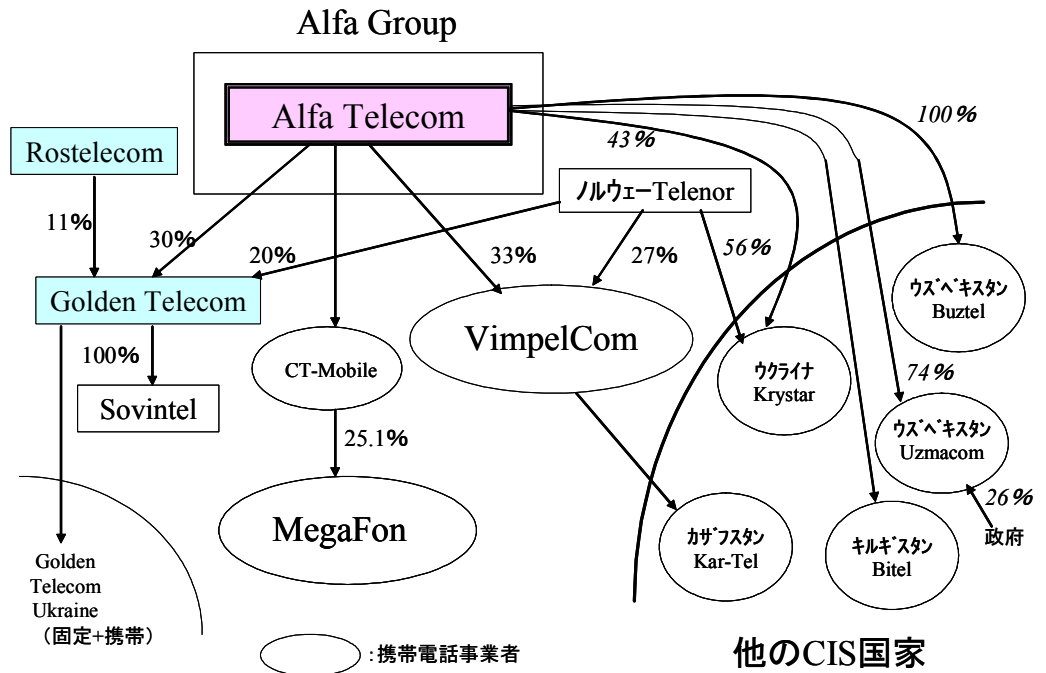 Alfa Group
Alfa Telecom
Rostelecom
100%
43%
ノルウェーTelenor
11%
30%
20%
33%
27%
56%
Golden Telecom
VimpelCom
ウズベキスタン
Buztel
100%
CT-Mobile
ウクライナ
Krystar
74%
Sovintel
ウズベキスタン
Uzmacom
25.1%
26%
政府
MegaFon
カザフスタン
Kar-Tel
キルギスタン
Bitel
Golden
Telecom
Ukraine
（固定+携帯）
：携帯電話事業者
他のCIS国家